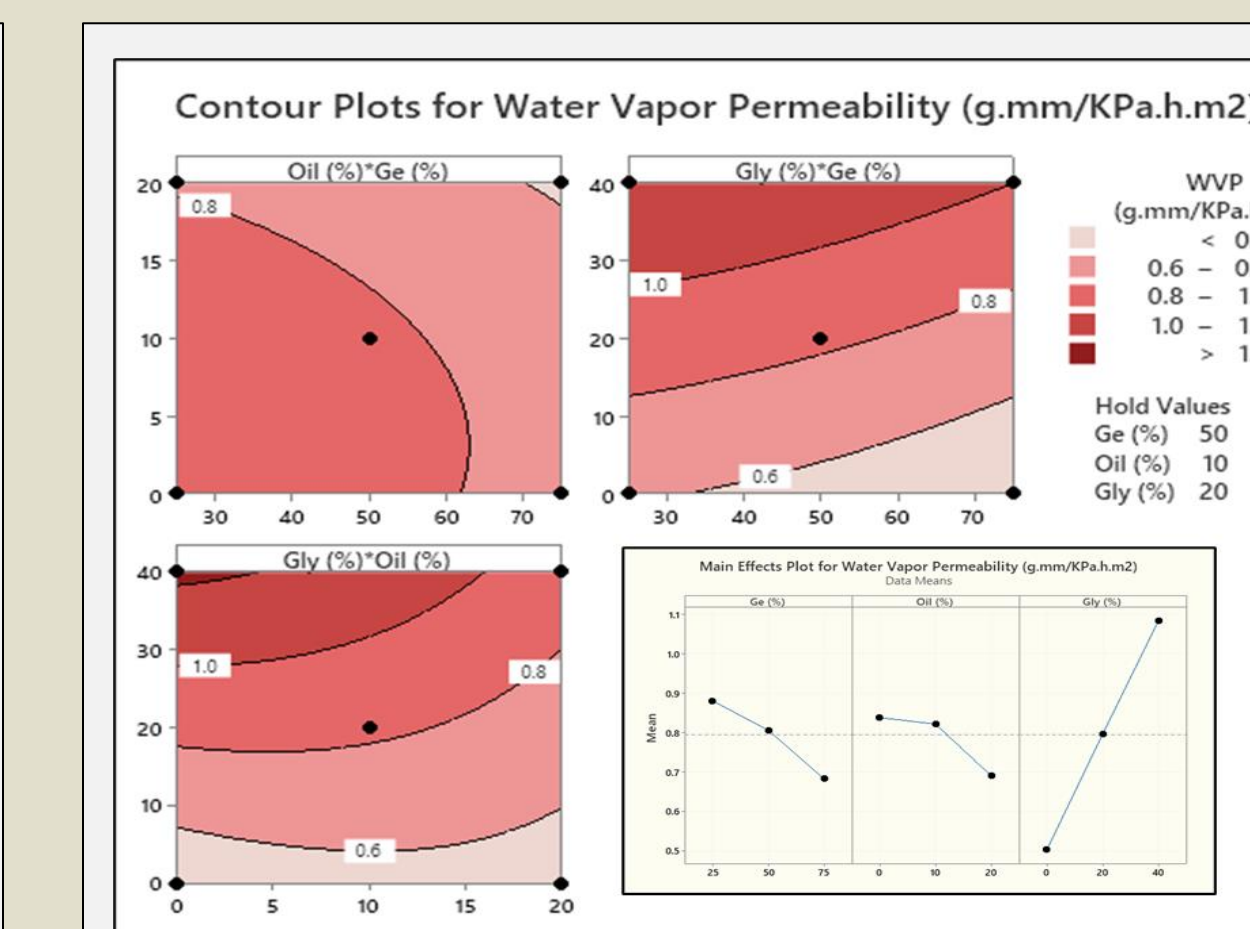 Contour Plots for Water Vapor Permeability (g.mm/KPa.h.m2)
Oil (%)*Ge (%)
20
15
10
5
0
0.8
30 40 50 60 70
Gly (%)*Ge (%)
40
30
20
10
0
1.0
0.8
0.6
30 40 50 60 70
WVP
(g.mm/KPa.
< 0
0.6 – 0
0.8 – 1
1.0 – 1
> 1
Hold Values
Ge (%) 50
Oil (%) 10
Gly (%) 20
Gly (%)*Oil (%)
40
30
20
10
0
1.0
0.8
0.6
0 5 10 15 20
Main Effects Plot for Water Vapor Permeability (g.mm/KPa.h.m2)
Data Means
Ge (%) Oil (%) Gly (%)
Mean
1.1
1.0
0.9
0.8
0.7
0.6
0.5
25 50 75 0 10 20 0 20 40